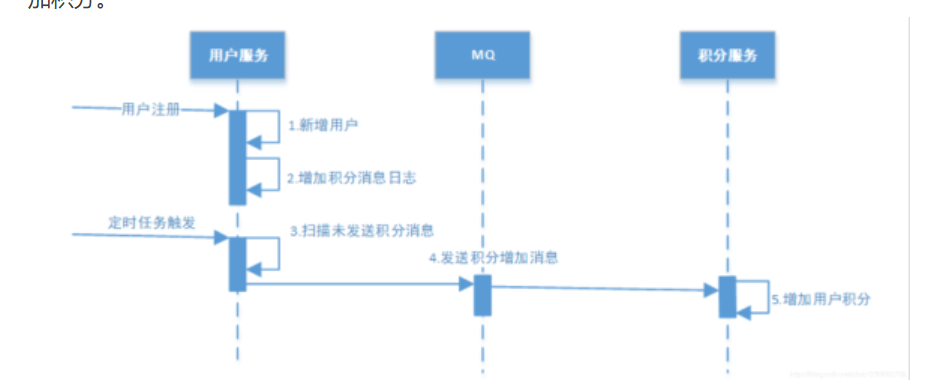 加积分。
用户服务
MQ
积分服务
用户注册
1.新增用户
2.增加积分消息日志
定时任务触发
3.扫描未发送积分消息
4.发送积分增加消息
5.增加用户积分